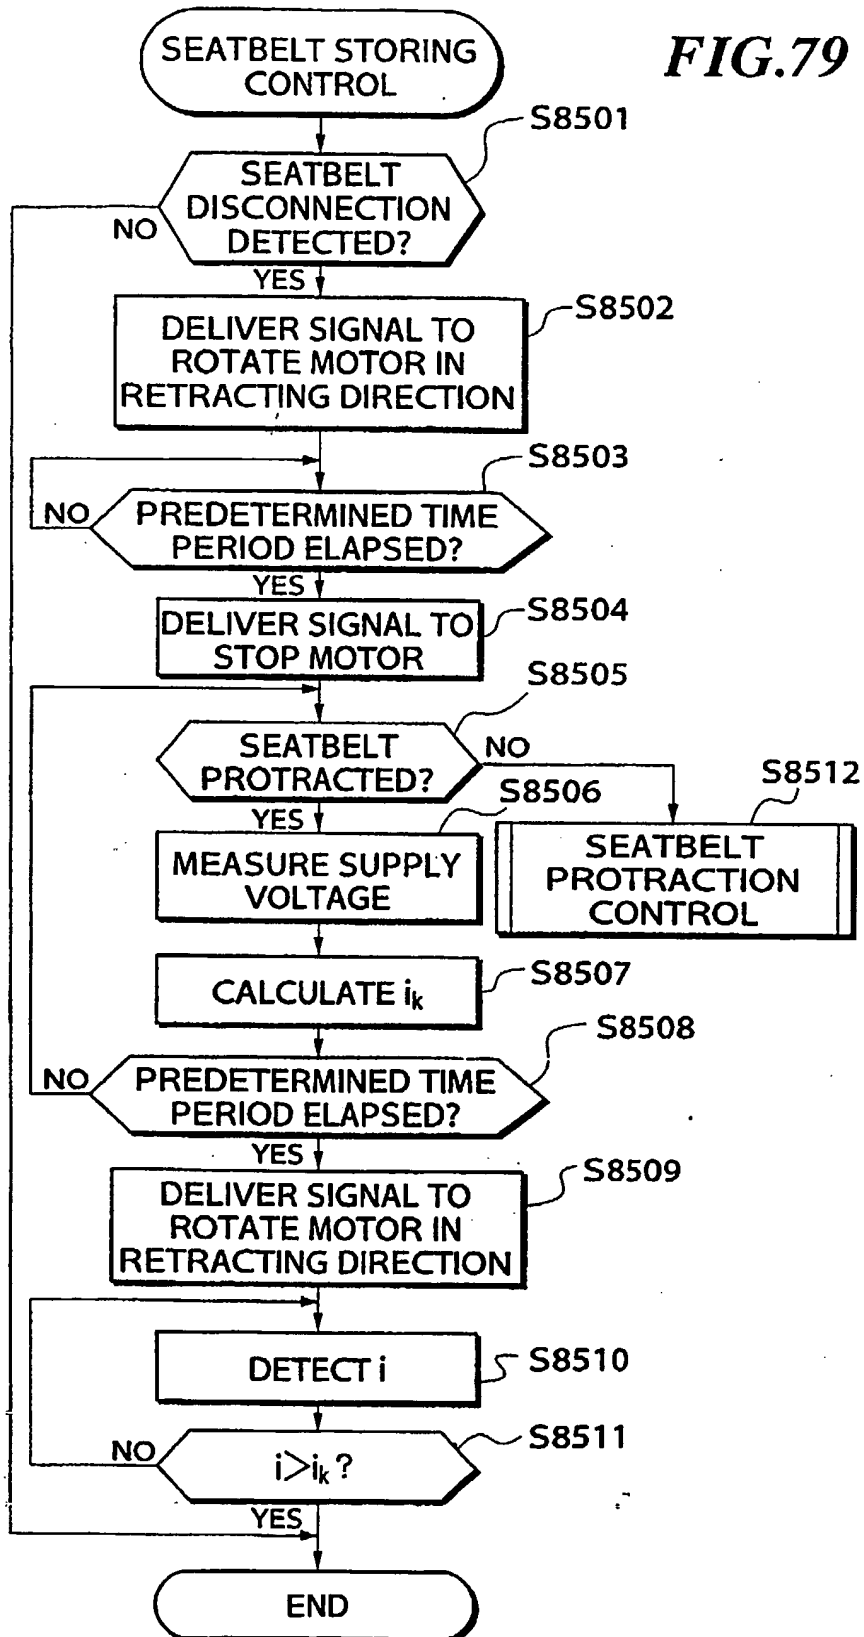 SEATBELT STORING
CONTROL
FIG.79
S8501
SEATBELT
DISCONNECTION
DETECTED?
NO
YES
S8502
DELIVER SIGNAL TO
ROTATE MOTOR IN
RETRACTING DIRECTION
S8503
NO
PREDETERMINED TIME
PERIOD ELAPSED?
YES
S8504
DELIVER SIGNAL TO
STOP MOTOR
S8505
SEATBELT
PROTRACTED?
NO
YES
S8506
S8512
MEASURE SUPPLY
VOLTAGE
SEATBELT
PROTRACTION
CONTROL
S8507
CALCULATE ik
S8508
NO
PREDETERMINED TIME
PERIOD ELAPSED?
YES
S8509
DELIVER SIGNAL TO
ROTATE MOTOR IN
RETRACTING DIRECTION
DETECT i
S8510
S8511
NO
i>ik?
YES
END